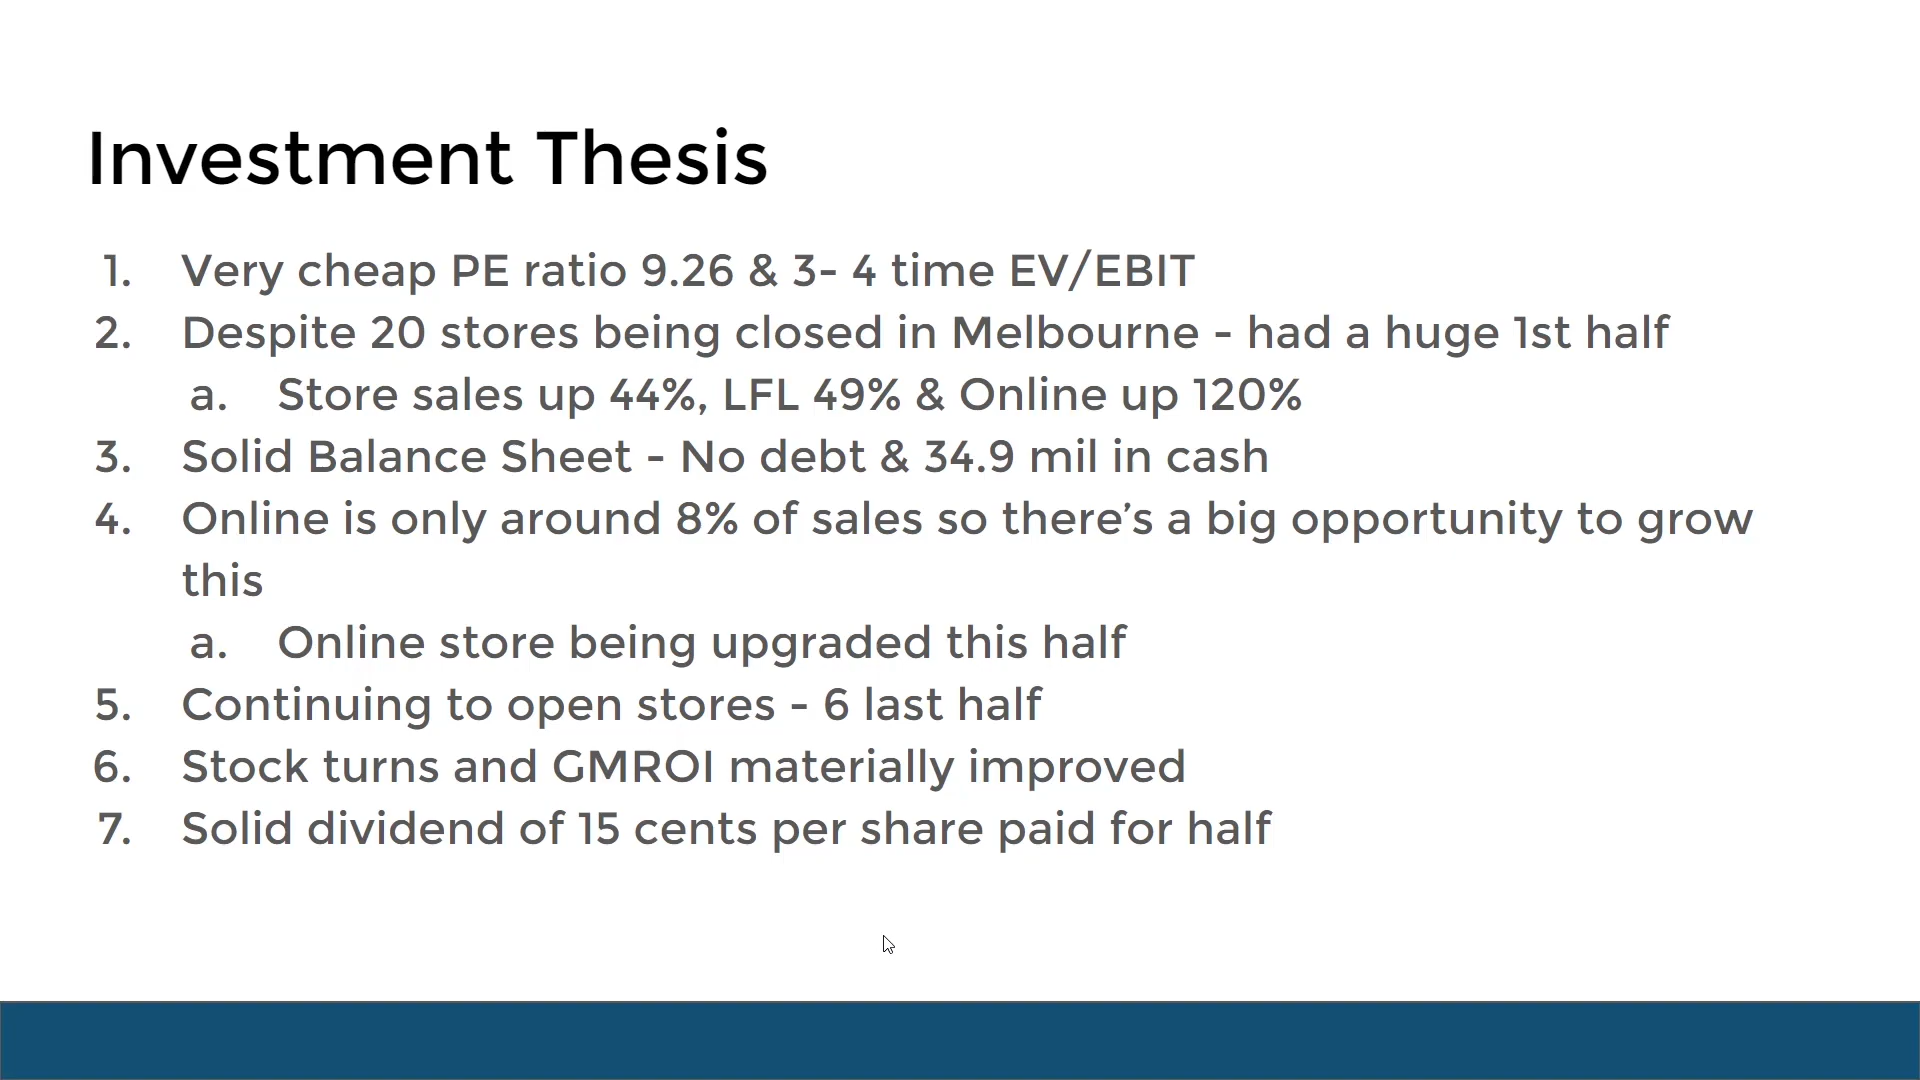 Investment Thesis
1. Very cheap PE ratio 9.26 & 3- 4 time EV/EBIT
2. Despite 20 stores being closed in Melbourne - had a huge 1st half
a. Store sales up 44%, LFL 49% & Online up 120%
3. Solid Balance Sheet - No debt & 34.9 mil in cash
4. Online is only around 8% of sales so there’s a big opportunity to grow
this
a. Online store being upgraded this half
5. Continuing to open stores - 6 last half
6. Stock turns and GMROI materially improved
7. Solid dividend of 15 cents per share paid for half